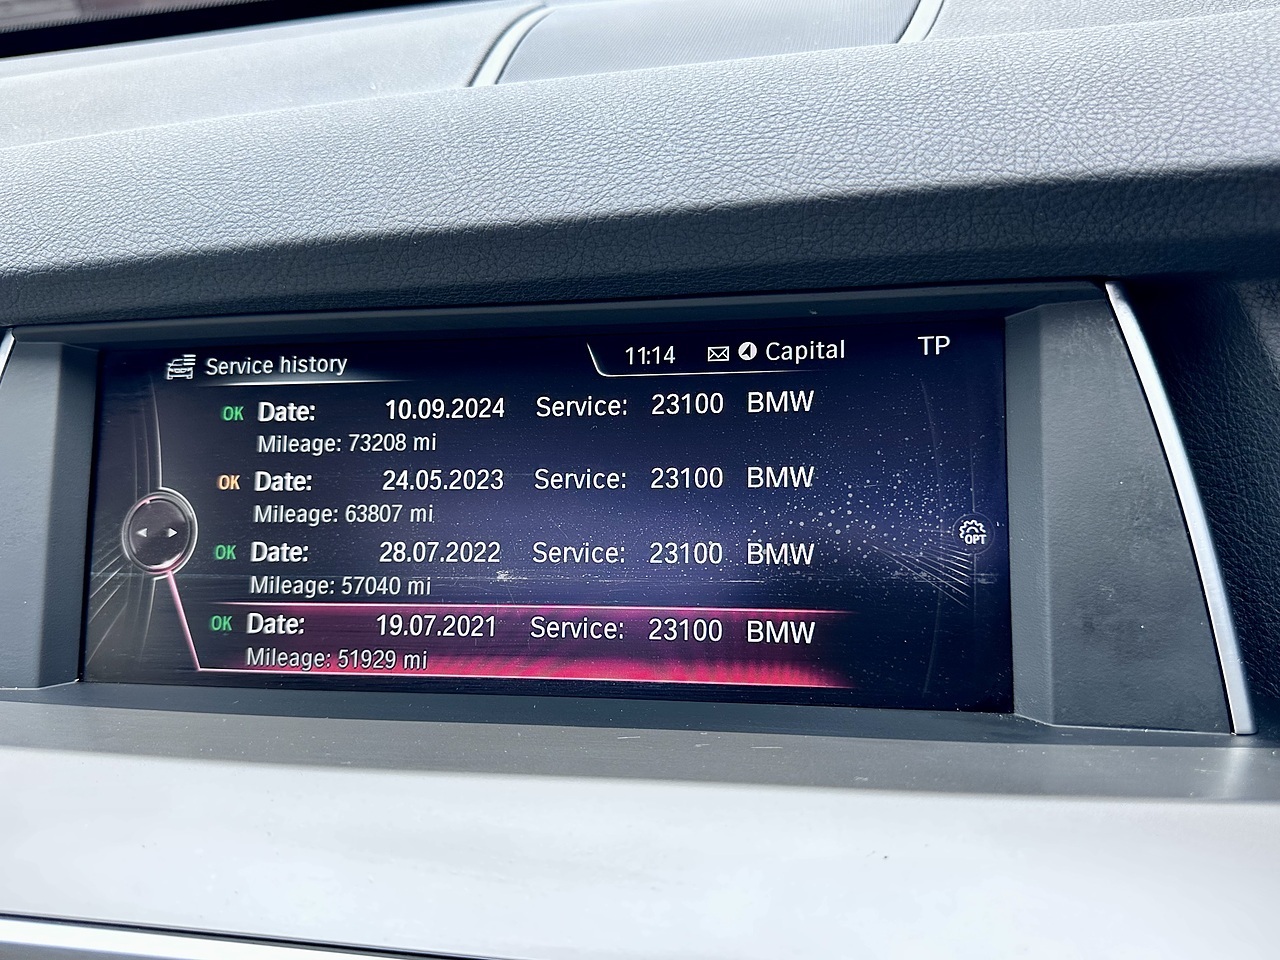 Service history 11:14 Capital TP
OK Date: 10.09.2024 Service: 23100 BMW
Mileage: 73208 mi
OK Date: 24.05.2023 Service: 23100 BMW
Mileage: 63807 mi
OK Date: 28.07.2022 Service: 23100 BMW
Mileage: 57040 mi
OK Date: 19.07.2021 Service: 23100 BMW
Mileage: 51929 mi
OPT